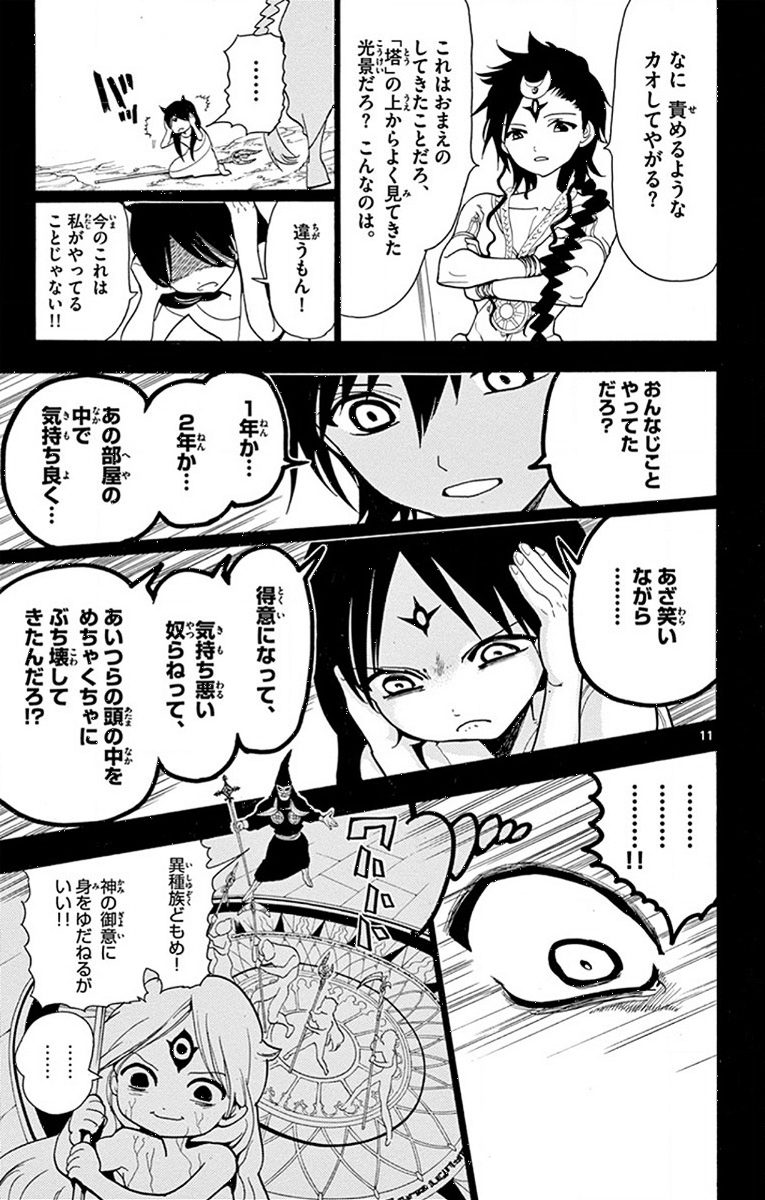 なに 責めるような
カオしてやがる?
これはおまえの
してきたことだろ、
「塔」の上からよく見てきた
光景だろ? こんなのは。
……
ガッ
違うもん!
今のこれは
私がやってる
ことじゃない!!
おんなじこと
やってた
だろ?
1年か…
2年か…
あの部屋の
中で
気持ち良く…
あざ笑い
ながら
………
得意になって、
気持ち悪い
奴らねって、
あいつらの頭の中を
めちゃくちゃに
ぶち壊して
きたんだろ!?
11
………
………
……!!
ワーーー
異種族どもめ!
神の御意に
身をゆだねるが
いい!!
……